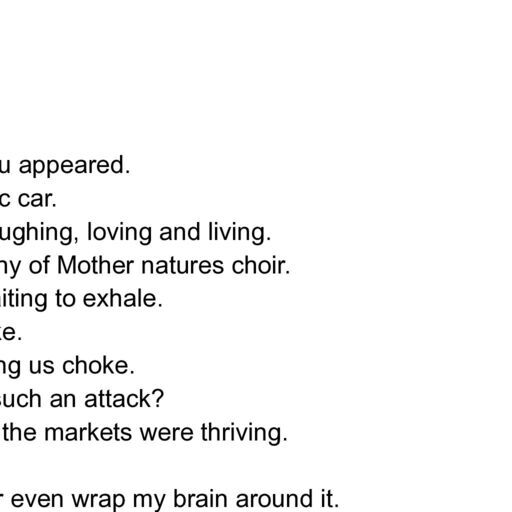 u appeared.
c car.
ughing, loving and living.
ny of Mother natures choir.
iting to exhale.
ke.
ng us choke.
such an attack?
the markets were thriving.
r even wrap my brain around it.